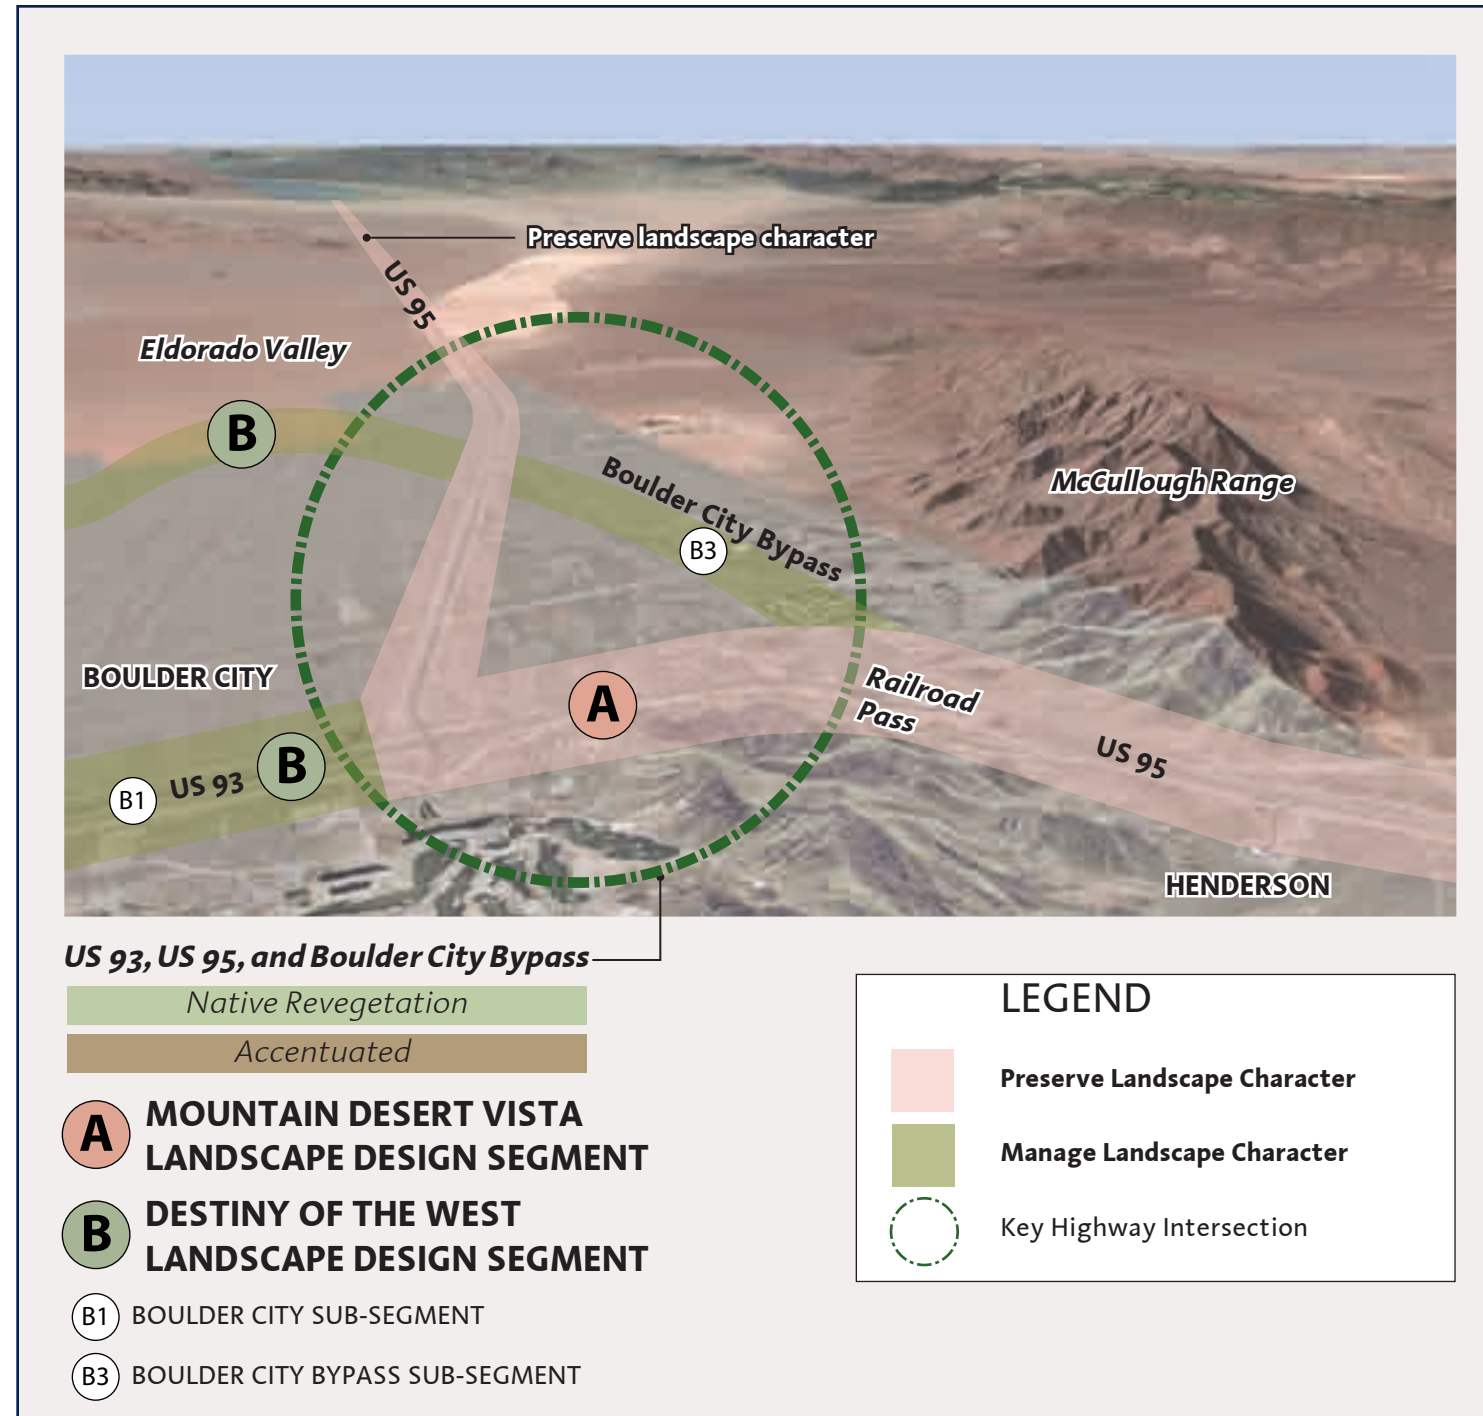 Preserve landscape character
US 95
Eldorado Valley
B
Boulder City Bypass
McCullough Range
B3
BOULDER CITY
A
Railroad
Pass
US 95
B
US 93
B1
HENDERSON
US 93, US 95, and Boulder City Bypass
Native Revegetation
Accentuated
A MOUNTAIN DESERT VISTA
LANDSCAPE DESIGN SEGMENT
B DESTINY OF THE WEST
LANDSCAPE DESIGN SEGMENT
B1 BOULDER CITY SUB-SEGMENT
B3 BOULDER CITY BYPASS SUB-SEGMENT
LEGEND
Preserve Landscape Character
Manage Landscape Character
Key Highway Intersection